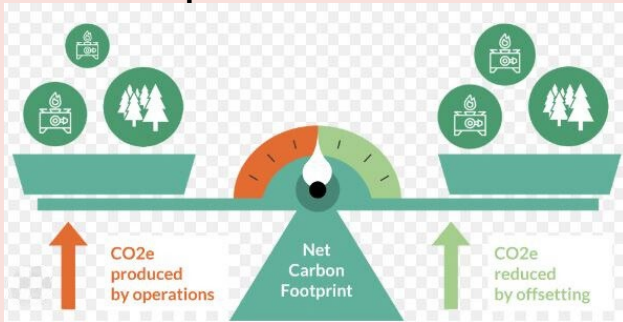 CO2e
produced
by operations
Net
Carbon
Footprint
CO2e
reduced
by offsetting